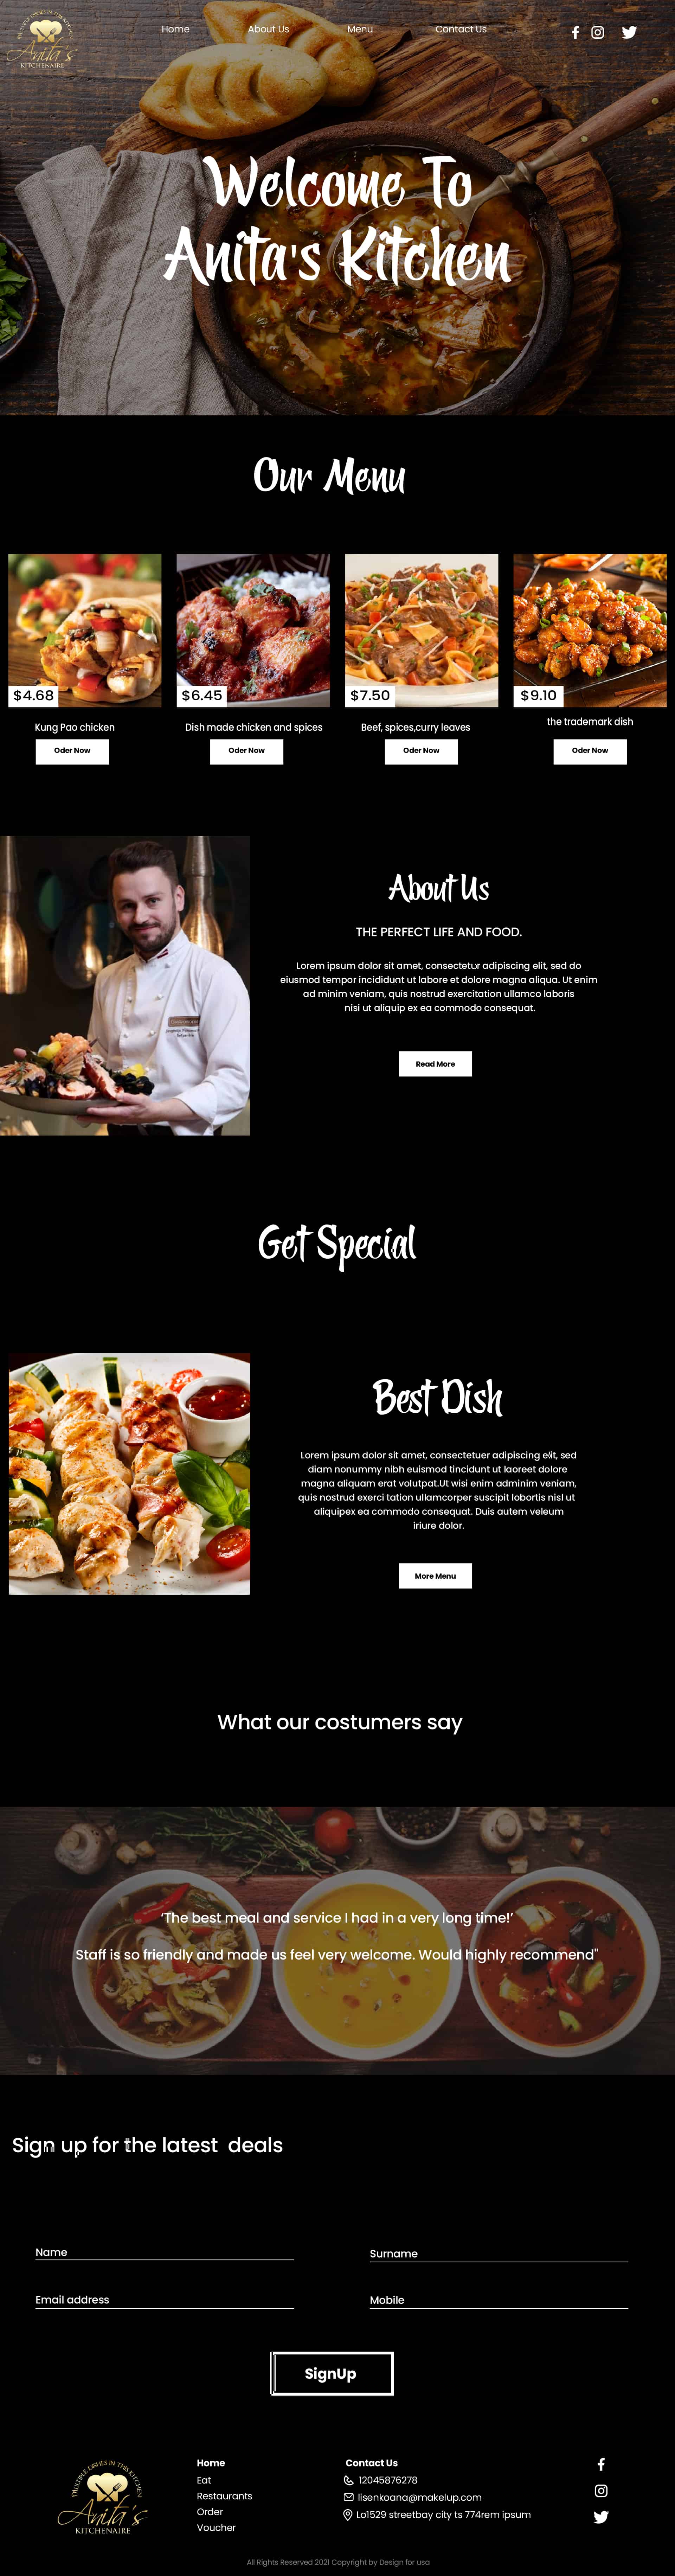 MULTIPLE DISHES IN THIS KITCHEN
Anita's
KITCHENAIRE
Home
About Us
Menu
Contact Us
Welcome To
Anita's Kitchen
Our Menu
$4.68
$6.45
$7.50
$9.10
Kung Pao chicken
Dish made chicken and spices
Beef, spices,curry leaves
the trademark dish
Oder Now
Oder Now
Oder Now
Oder Now
About Us
THE PERFECT LIFE AND FOOD.
Lorem ipsum dolor sit amet, consectetur adipiscing elit, sed do
eiusmod tempor incididunt ut labore et dolore magna aliqua. Ut enim
ad minim veniam, quis nostrud exercitation ullamco laboris
nisi ut aliquip ex ea commodo consequat.
Read More
Get Special
Best Dish
Lorem ipsum dolor sit amet, consectetuer adipiscing elit, sed
diam nonummy nibh euismod tincidunt ut laoreet dolore
magna aliquam erat volutpat.Ut wisi enim adminim veniam,
quis nostrud exerci tation ullamcorper suscipit lobortis nisl ut
aliquipex ea commodo consequat. Duis autem veleum
iriure dolor.
More Menu
What our costumers say
‘The best meal and service I had in a very long time!’
Staff is so friendly and made us feel very welcome. Would highly recommend"
Sign up for the latest  deals
Name
Surname
Email address
Mobile
SignUp
MULTIPLE DISHES IN THIS KITCHEN
Anita's
KITCHENAIRE
Home
Eat
Restaurants
Order
Voucher
Contact Us
12045876278
lisenkoana@makelup.com
Lo1529 streetbay city ts 774rem ipsum
All Rights Reserved 2021 Copyright by Design for usa